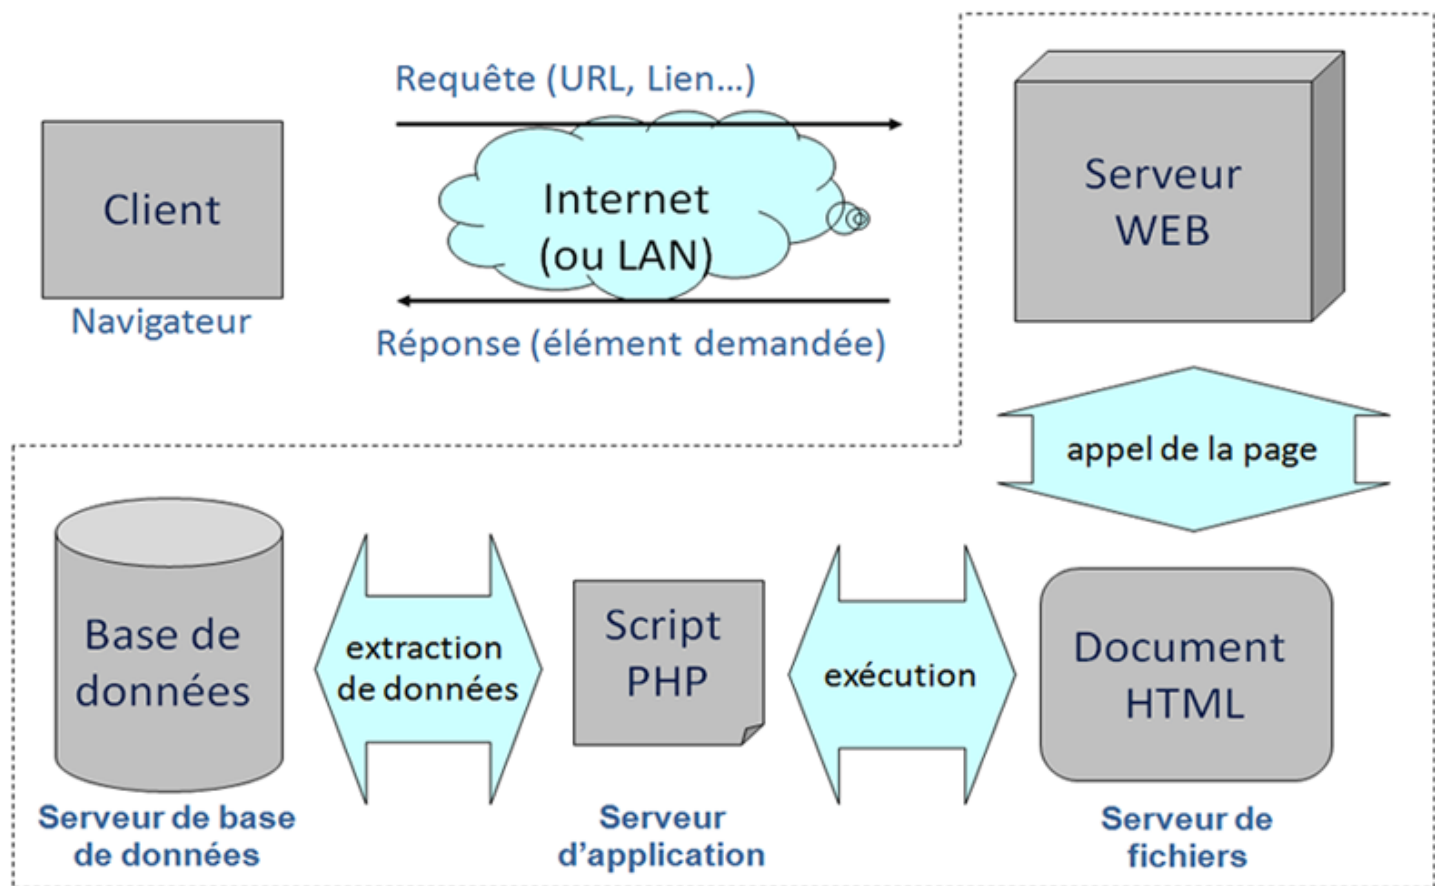 Requête (URL, Lien...)
Client
Navigateur
Internet
(ou LAN)
Réponse (élément demandée)
Serveur
WEB
appel de la page
Base de
données
extraction
de données
Script
PHP
exécution
Document
HTML
Serveur de base
de données
Serveur
d'application
Serveur de
fichiers